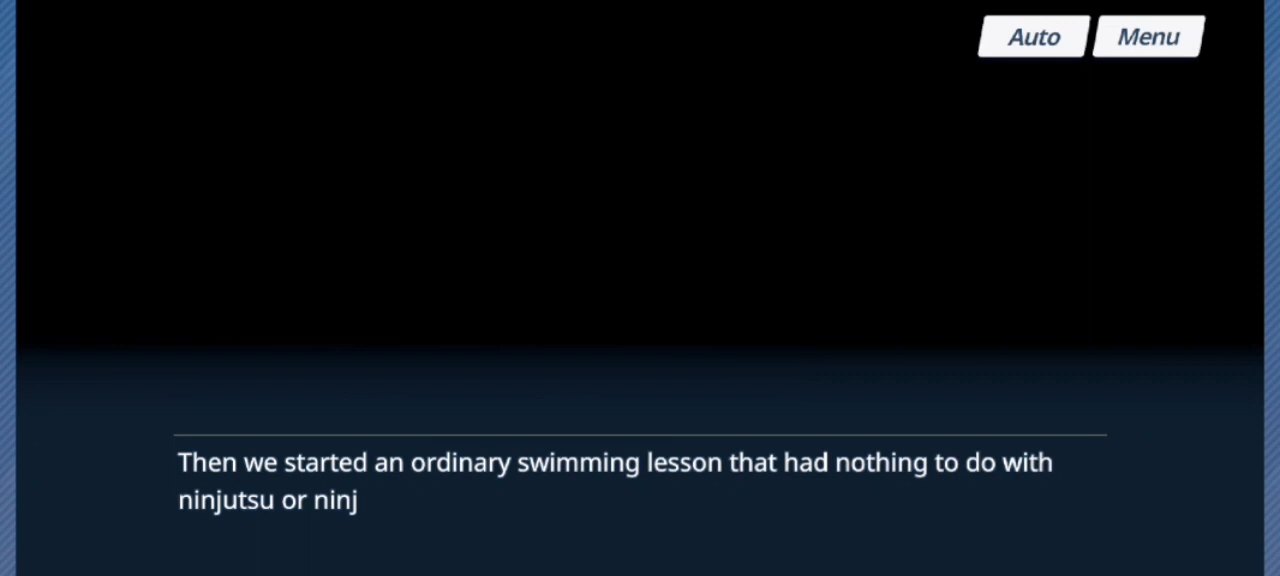 Auto Menu
Then we started an ordinary swimming lesson that had nothing to do with
ninjutsu or ninj